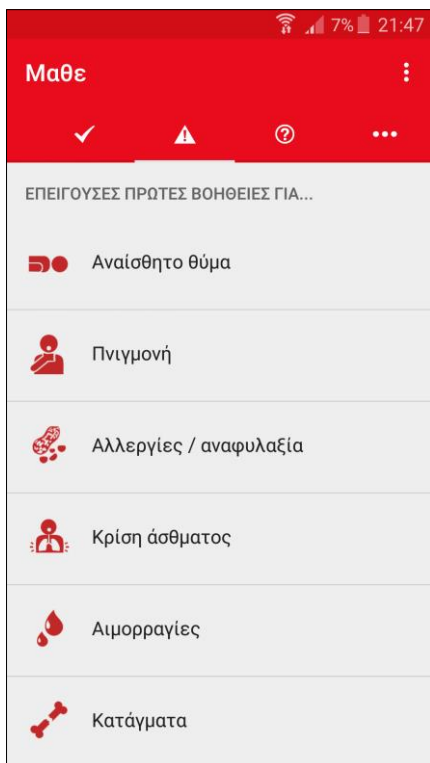 7% 21:47
Μαθε
ΕΠΕΙΓΟΥΣΕΣ ΠΡΩΤΕΣ ΒΟΗΘΕΙΕΣ ΓΙΑ...
Αναίσθητο θύμα
Πνιγμονή
Αλλεργίες / αναφυλαξία
Κρίση άσθματος
Αιμορραγίες
Κατάγματα